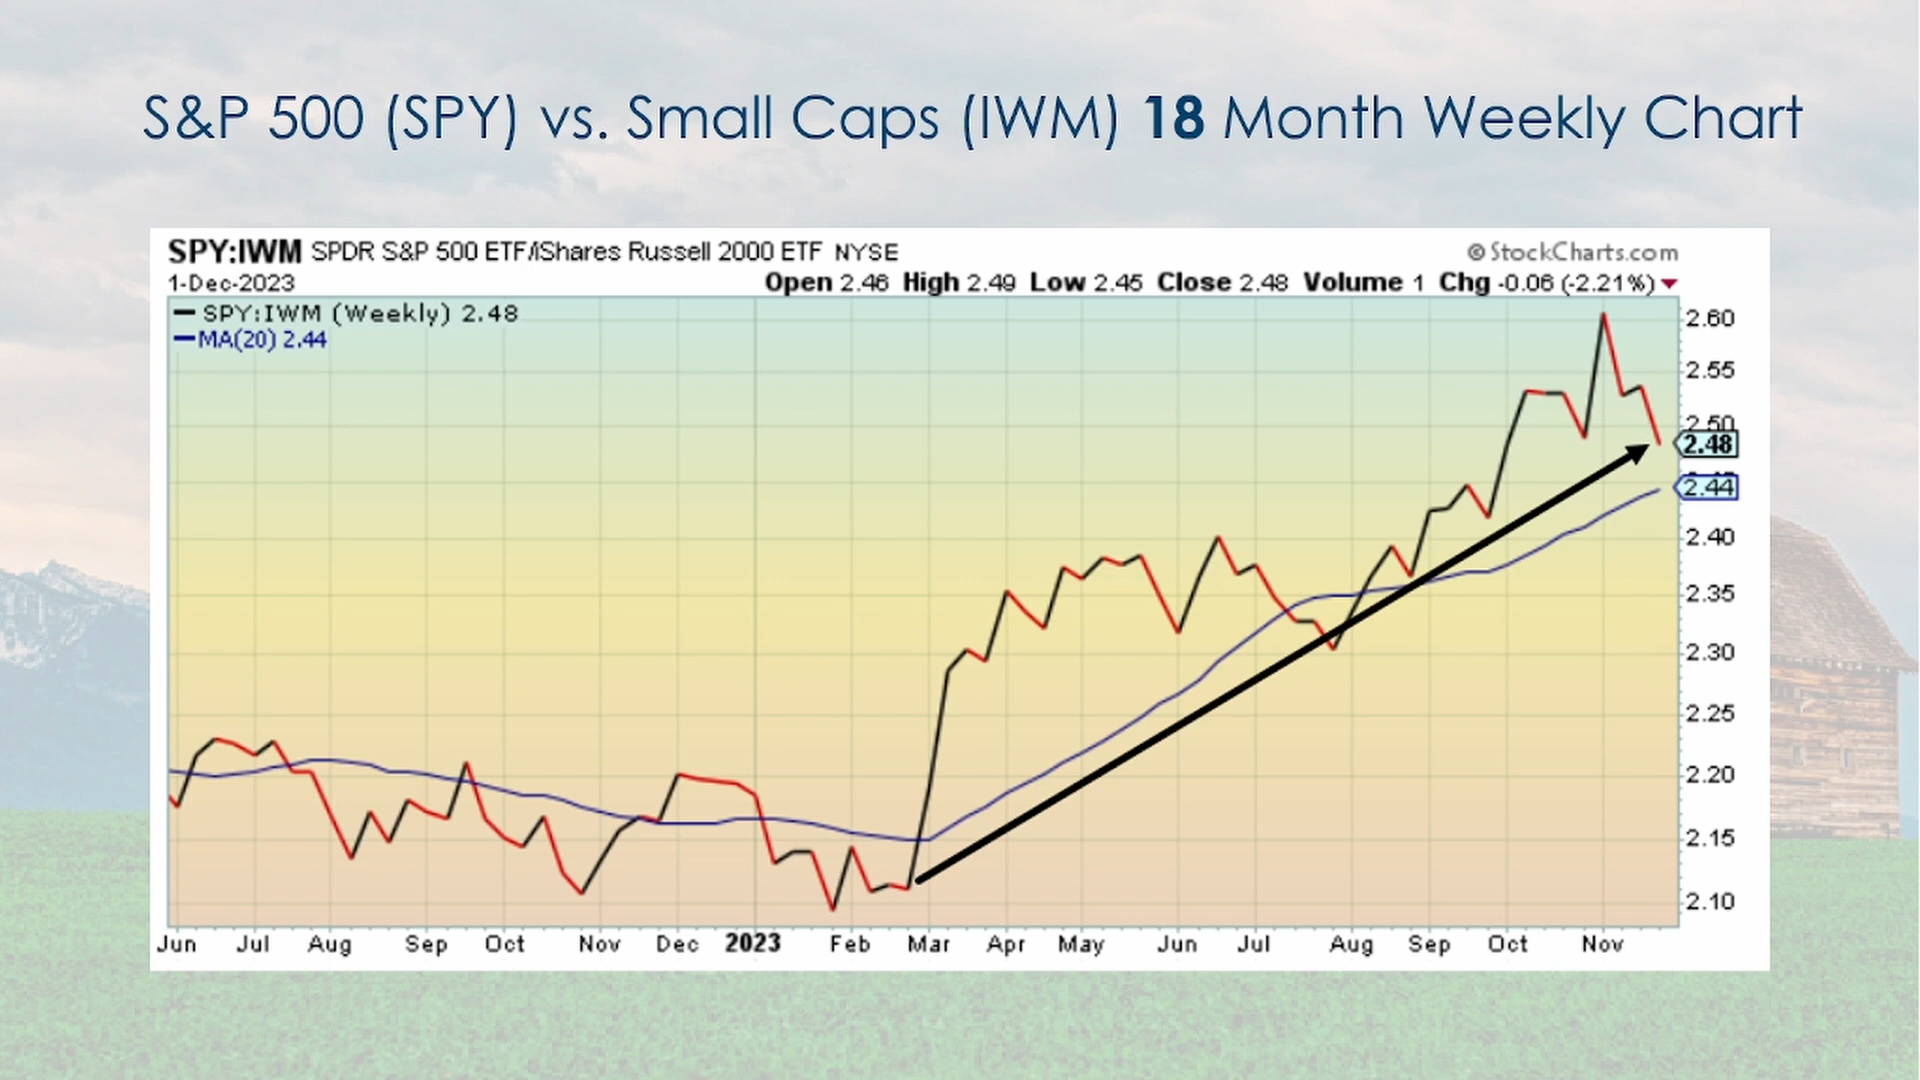 S&P 500 (SPY) vs. Small Caps (IWM) 18 Month Weekly Chart
SPY:IWM SPDR S&P 500 ETF/iShares Russell 2000 ETF NYSE © StockCharts.com
1-Dec-2023 Open 2.46 High 2.49 Low 2.45 Close 2.48 Volume 1 Chg -0.06 (-2.21%)
SPY:IWM (Weekly) 2.48
MA(20) 2.44
2.60
2.55
2.50
2.48
2.44
2.40
2.35
2.30
2.25
2.20
2.15
2.10
Jun Jul Aug Sep Oct Nov Dec 2023 Feb Mar Apr May Jun Jul Aug Sep Oct Nov